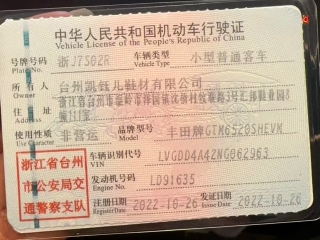 中华人民共和国机动车行驶证
Vehicle License of the People's Republic of China
号牌号码 浙J7S02R 车辆类型 小型普通客车
Plate No. Vehicle Type
所有人 台州凯钰儿鞋材有限公司
Owner
住址
Address
使用性质 非营运 品牌型号 丰田牌GTM6520SHEVM
Use Character Model
浙江省台州
市公安局交
通警察支队
车辆识别代号 LVGDD4A42NG062963
VIN
发动机号码 LD91635
Engine No.
注册日期 2022-10-26 发证日期 2022-10-26
Register Date Issue Date